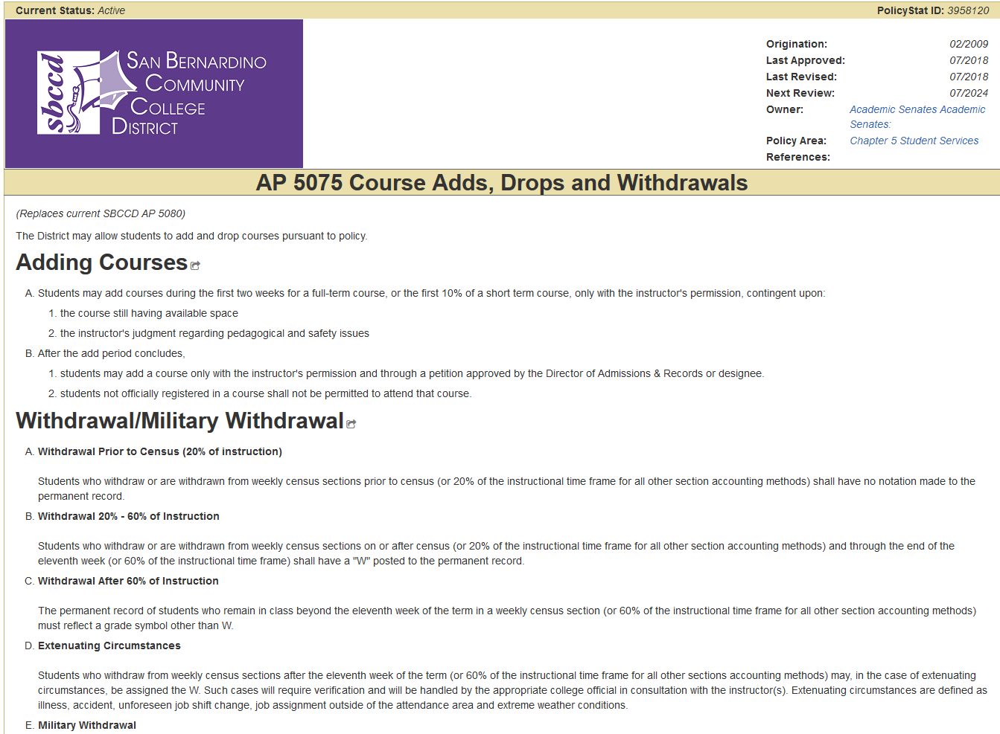 Current Status: Active
PolicyStat ID: 3958120
sbccd
SAN BERNARDINO
COMMUNITY
COLLEGE
DISTRICT
Origination: 02/2009
Last Approved: 07/2018
Last Revised: 07/2018
Next Review: 07/2024
Owner: Academic Senates Academic
Senates:
Policy Area: Chapter 5 Student Services
References:
AP 5075 Course Adds, Drops and Withdrawals
(Replaces current SBCCD AP 5080)
The District may allow students to add and drop courses pursuant to policy.
Adding Courses
A. Students may add courses during the first two weeks for a full-term course, or the first 10% of a short term course, only with the instructor's permission, contingent upon:
1. the course still having available space
2. the instructor's judgment regarding pedagogical and safety issues
B. After the add period concludes,
1. students may add a course only with the instructor's permission and through a petition approved by the Director of Admissions & Records or designee.
2. students not officially registered in a course shall not be permitted to attend that course.
Withdrawal/Military Withdrawal
A. Withdrawal Prior to Census (20% of instruction)
Students who withdraw or are withdrawn from weekly census sections prior to census (or 20% of the instructional time frame for all other section accounting methods) shall have no notation made to the
permanent record.
B. Withdrawal 20% - 60% of Instruction
Students who withdraw or are withdrawn from weekly census sections on or after census (or 20% of the instructional time frame for all other section accounting methods) and through the end of the
eleventh week (or 60% of the instructional time frame) shall have a "W" posted to the permanent record.
C. Withdrawal After 60% of Instruction
The permanent record of students who remain in class beyond the eleventh week of the term in a weekly census section (or 60% of the instructional time frame for all other section accounting methods)
must reflect a grade symbol other than W.
D. Extenuating Circumstances
Students who withdraw from weekly census sections after the eleventh week of the term (or 60% of the instructional time frame for all other sections accounting methods) may, in the case of extenuating
circumstances, be assigned the W. Such cases will require verification and will be handled by the appropriate college official in consultation with the instructor(s). Extenuating circumstances are defined as
illness, accident, unforeseen job shift change, job assignment outside of the attendance area and extreme weather conditions.
E. Military Withdrawal